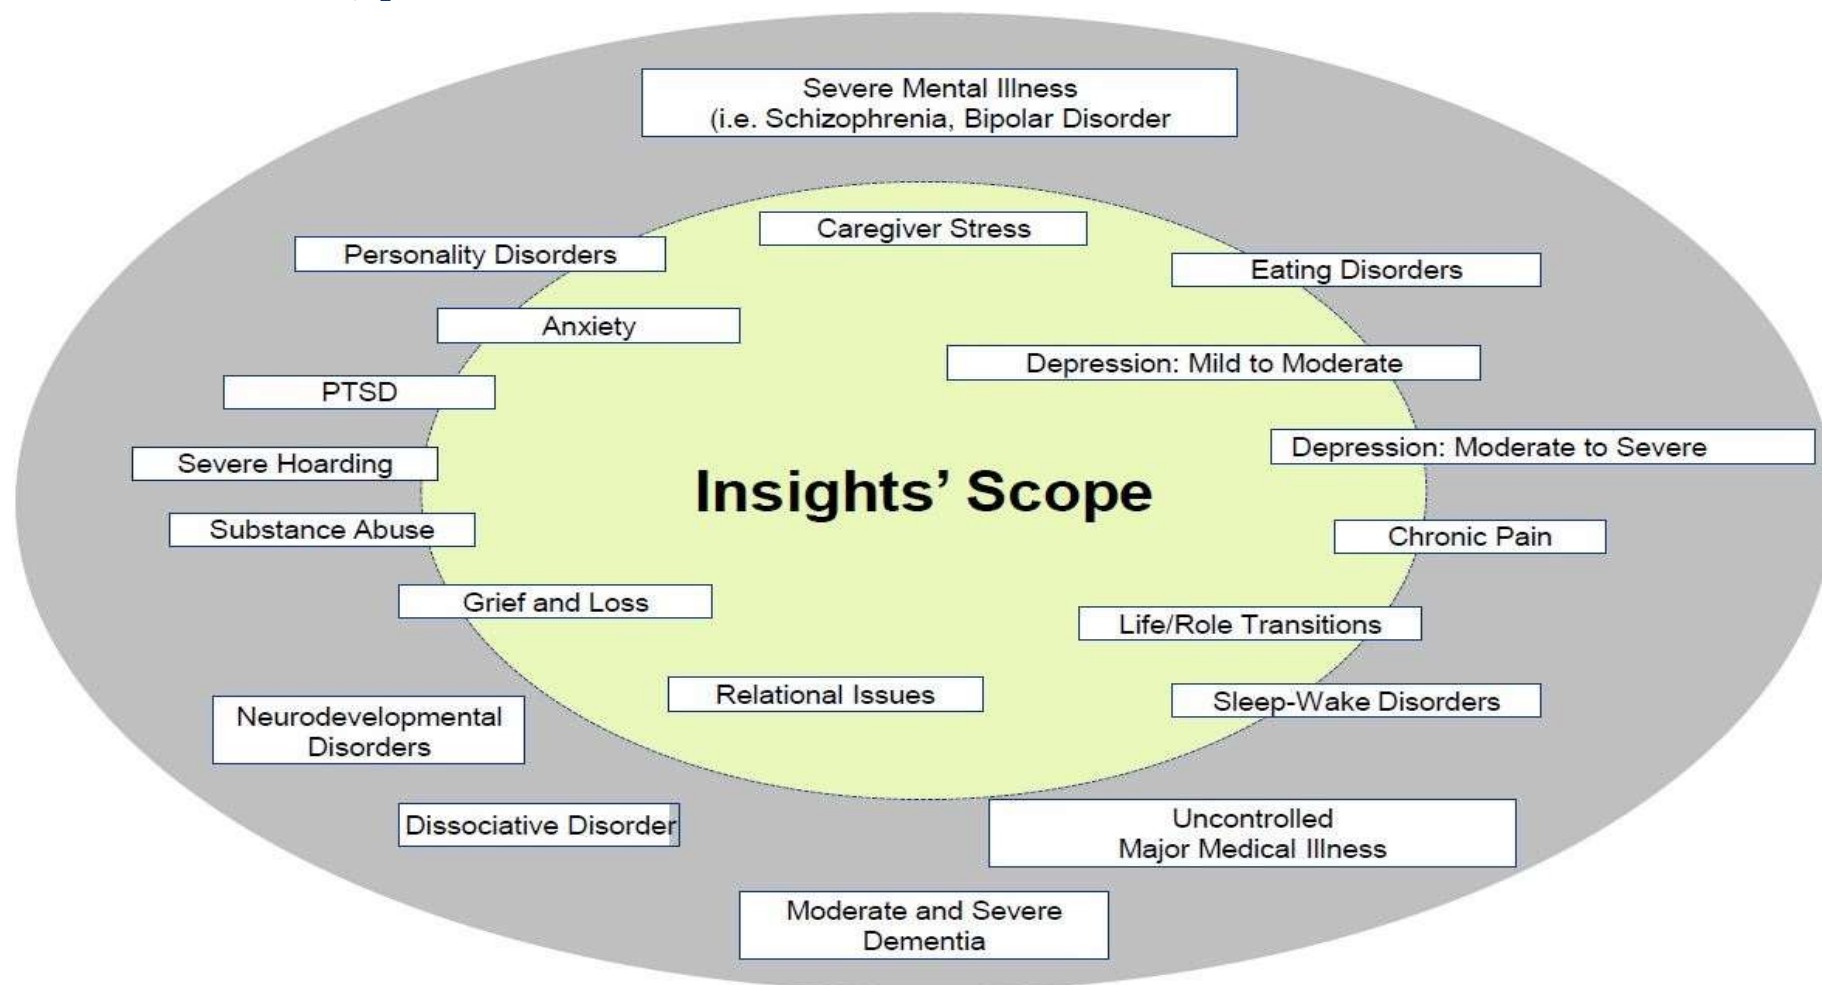 Severe Mental Illness
(i.e. Schizophrenia, Bipolar Disorder
Caregiver Stress
Personality Disorders
Eating Disorders
Anxiety
Depression: Mild to Moderate
PTSD
Depression: Moderate to Severe
Severe Hoarding
Insights’ Scope
Substance Abuse
Chronic Pain
Grief and Loss
Life/Role Transitions
Relational Issues
Sleep-Wake Disorders
Neurodevelopmental
Disorders
Dissociative Disorder
Uncontrolled
Major Medical Illness
Moderate and Severe
Dementia